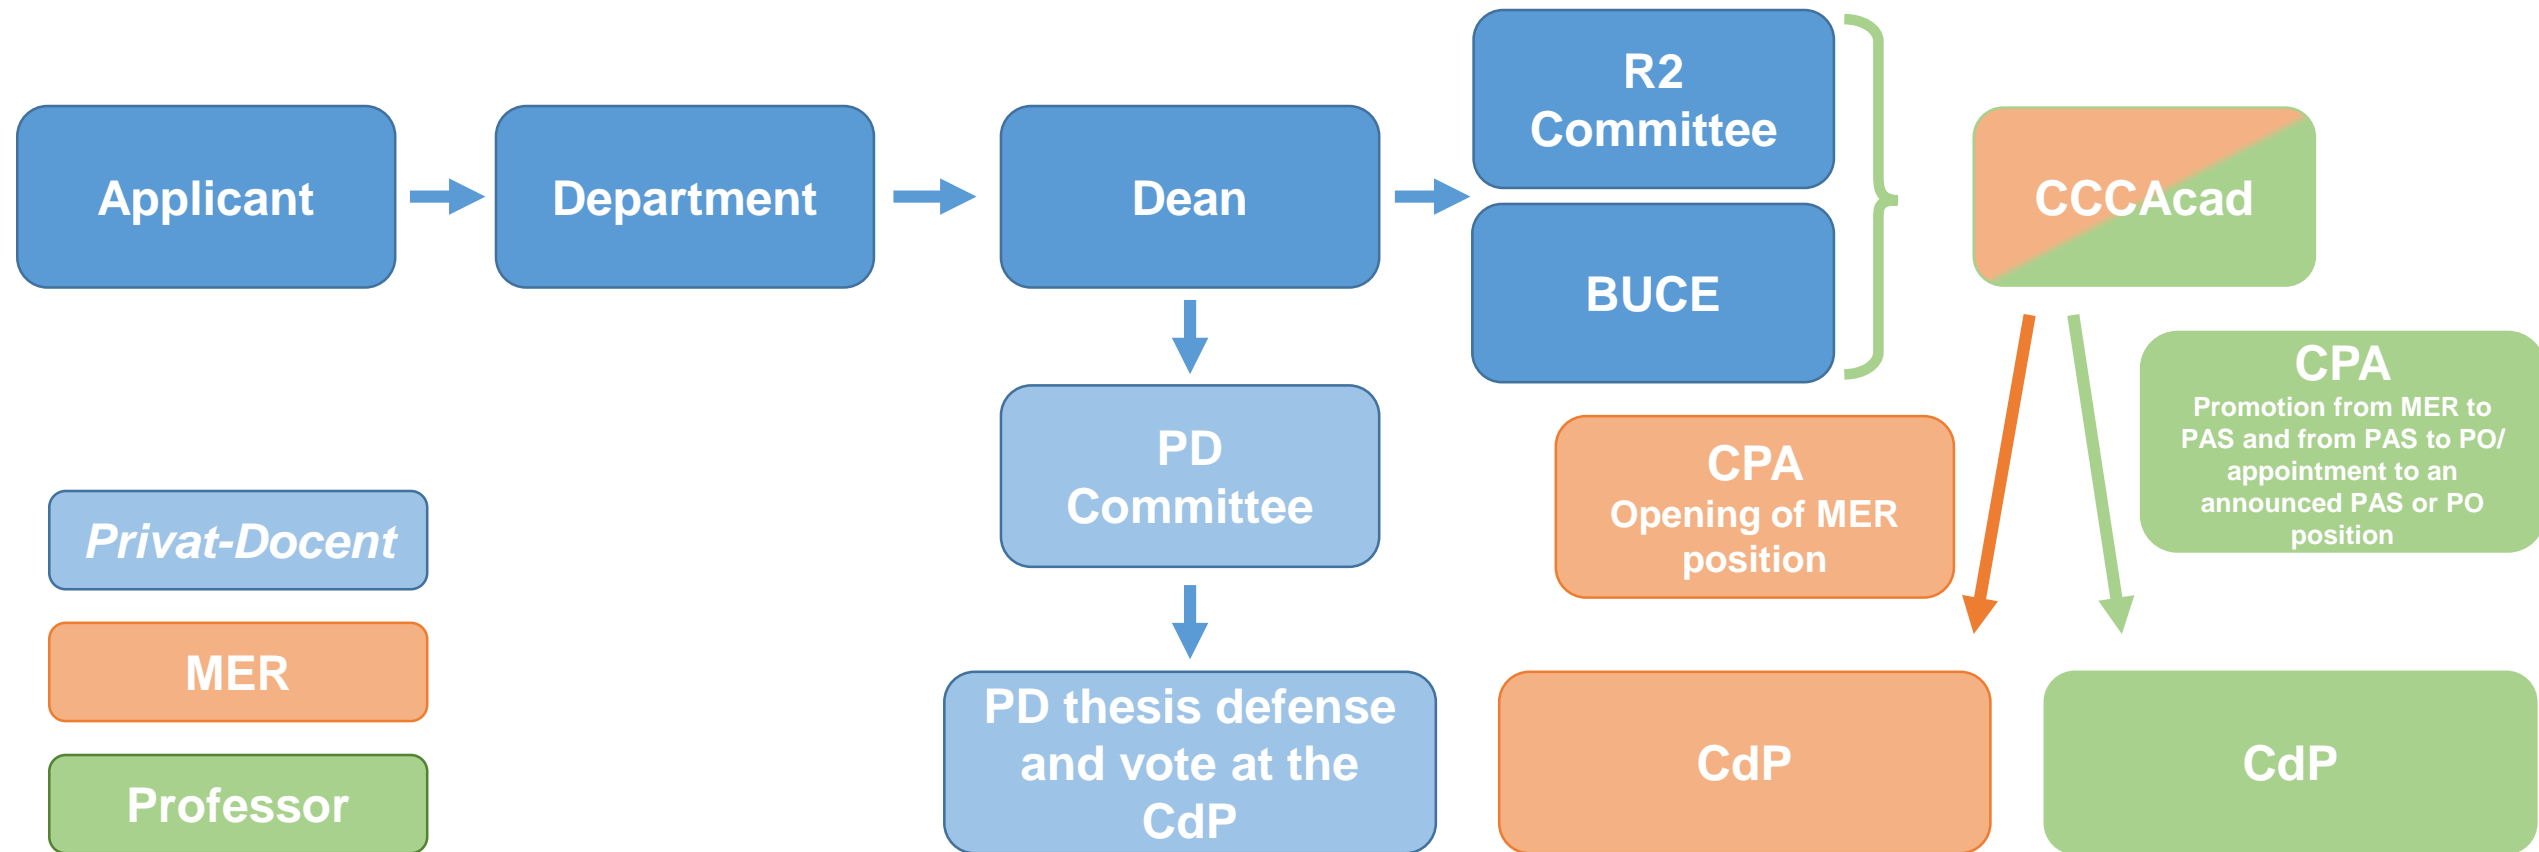 R2
Committee
Applicant
Department
Dean
CCCAcad
BUCE
CPA
Promotion from MER to
PAS and from PAS to PO/
appointment to an
announced PAS or PO
position
PD
Committee
CPA
Opening of MER
position
Privat-Docent
MER
Professor
PD thesis defense
and vote at the
CdP
CdP
CdP